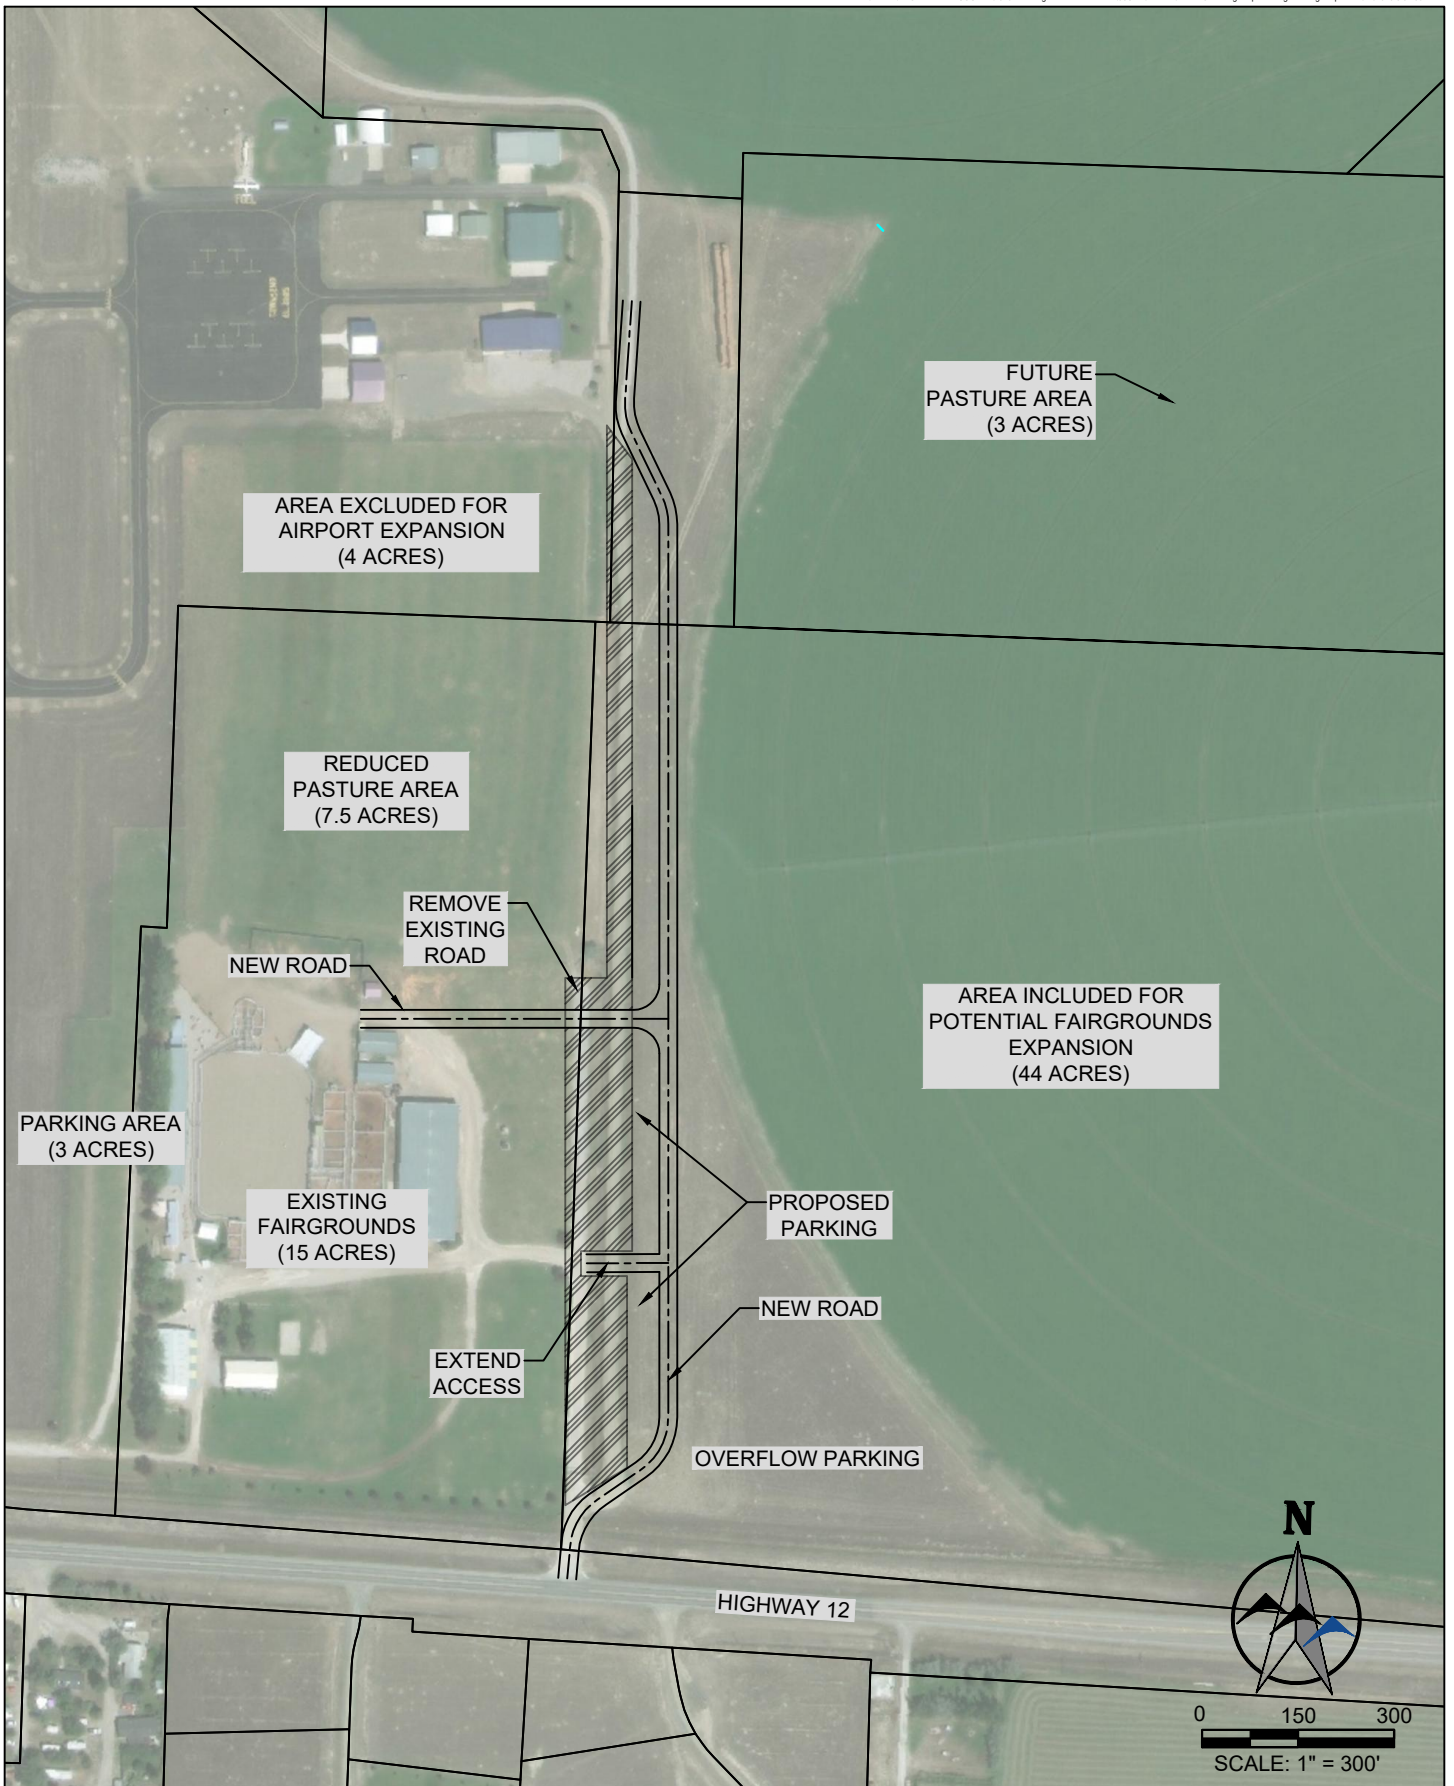 FUTURE
PASTURE AREA
(3 ACRES)
AREA EXCLUDED FOR
AIRPORT EXPANSION
(4 ACRES)
REDUCED
PASTURE AREA
(7.5 ACRES)
REMOVE
EXISTING
ROAD
NEW ROAD
AREA INCLUDED FOR
POTENTIAL FAIRGROUNDS
EXPANSION
(44 ACRES)
PARKING AREA
(3 ACRES)
EXISTING
FAIRGROUNDS
(15 ACRES)
PROPOSED
PARKING
NEW ROAD
EXTEND
ACCESS
OVERFLOW PARKING
HIGHWAY 12
N
0 150 300
SCALE: 1" = 300'